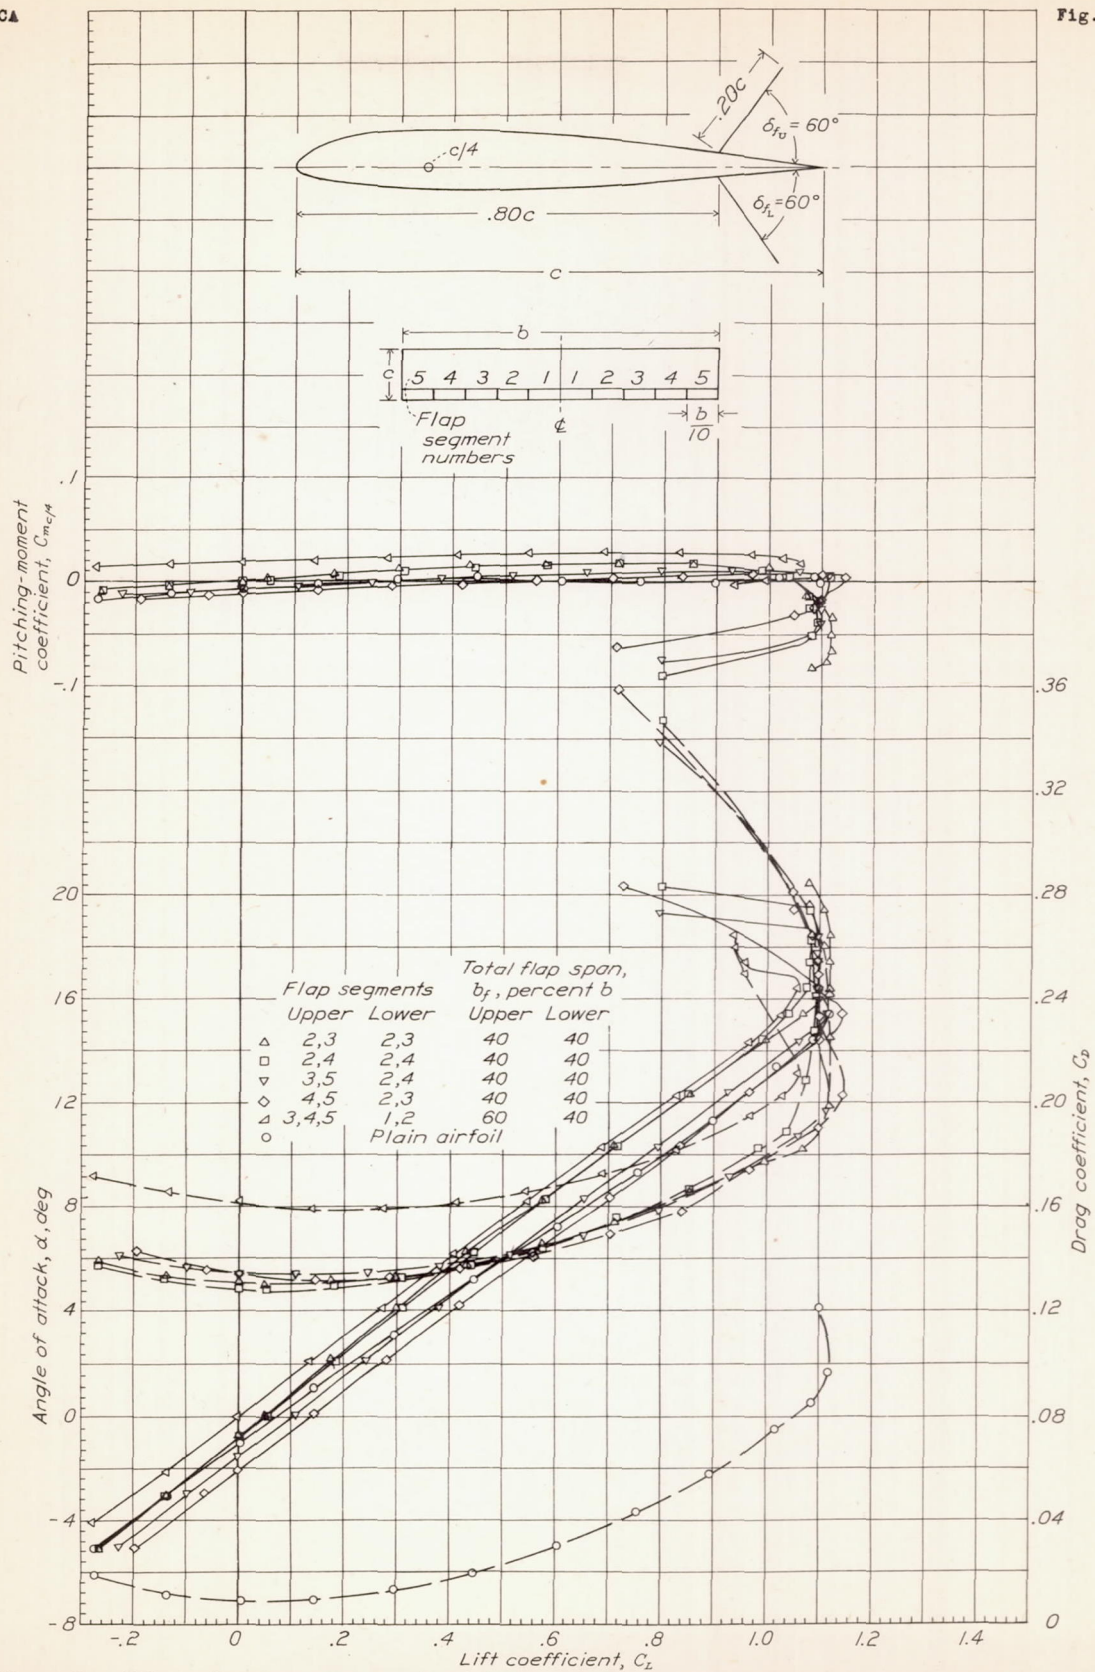 CA
Fig.
.20c
δfU = 60°
c/4
δfL = 60°
.80c
c
b
c
5 4 3 2 1 1 2 3 4 5
Flap
segment
numbers
℄
b
10
.1
Pitching-moment
coefficient, Cmc/4
0
-.1
.36
.32
20
.28
Total flap span,
Flap segments bf, percent b
16
.24
Upper Lower Upper Lower
2,3 2,3 40 40
2,4 2,4 40 40
3,5 2,4 40 40
4,5 2,3 40 40
3,4,5 1,2 60 40
Plain airfoil
12
.20
Drag coefficient, CD
Angle of attack, α, deg
8
.16
4
.12
0
.08
-4
.04
-8
0
-.2 0 .2 .4 .6 .8 1.0 1.2 1.4
Lift coefficient, CL